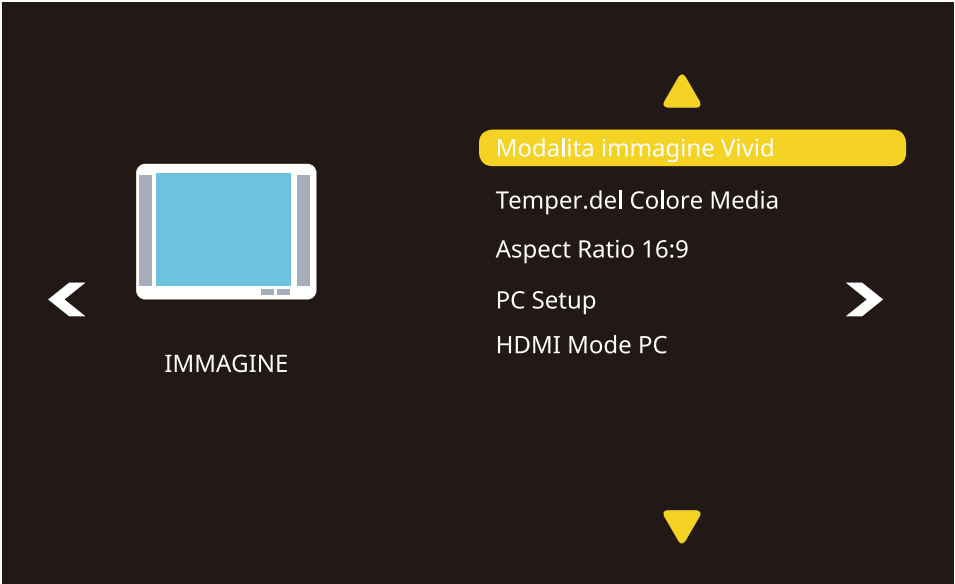 Modalita immagine Vivid
Temper.del Colore Media
Aspect Ratio 16:9
PC Setup
HDMI Mode PC
IMMAGINE